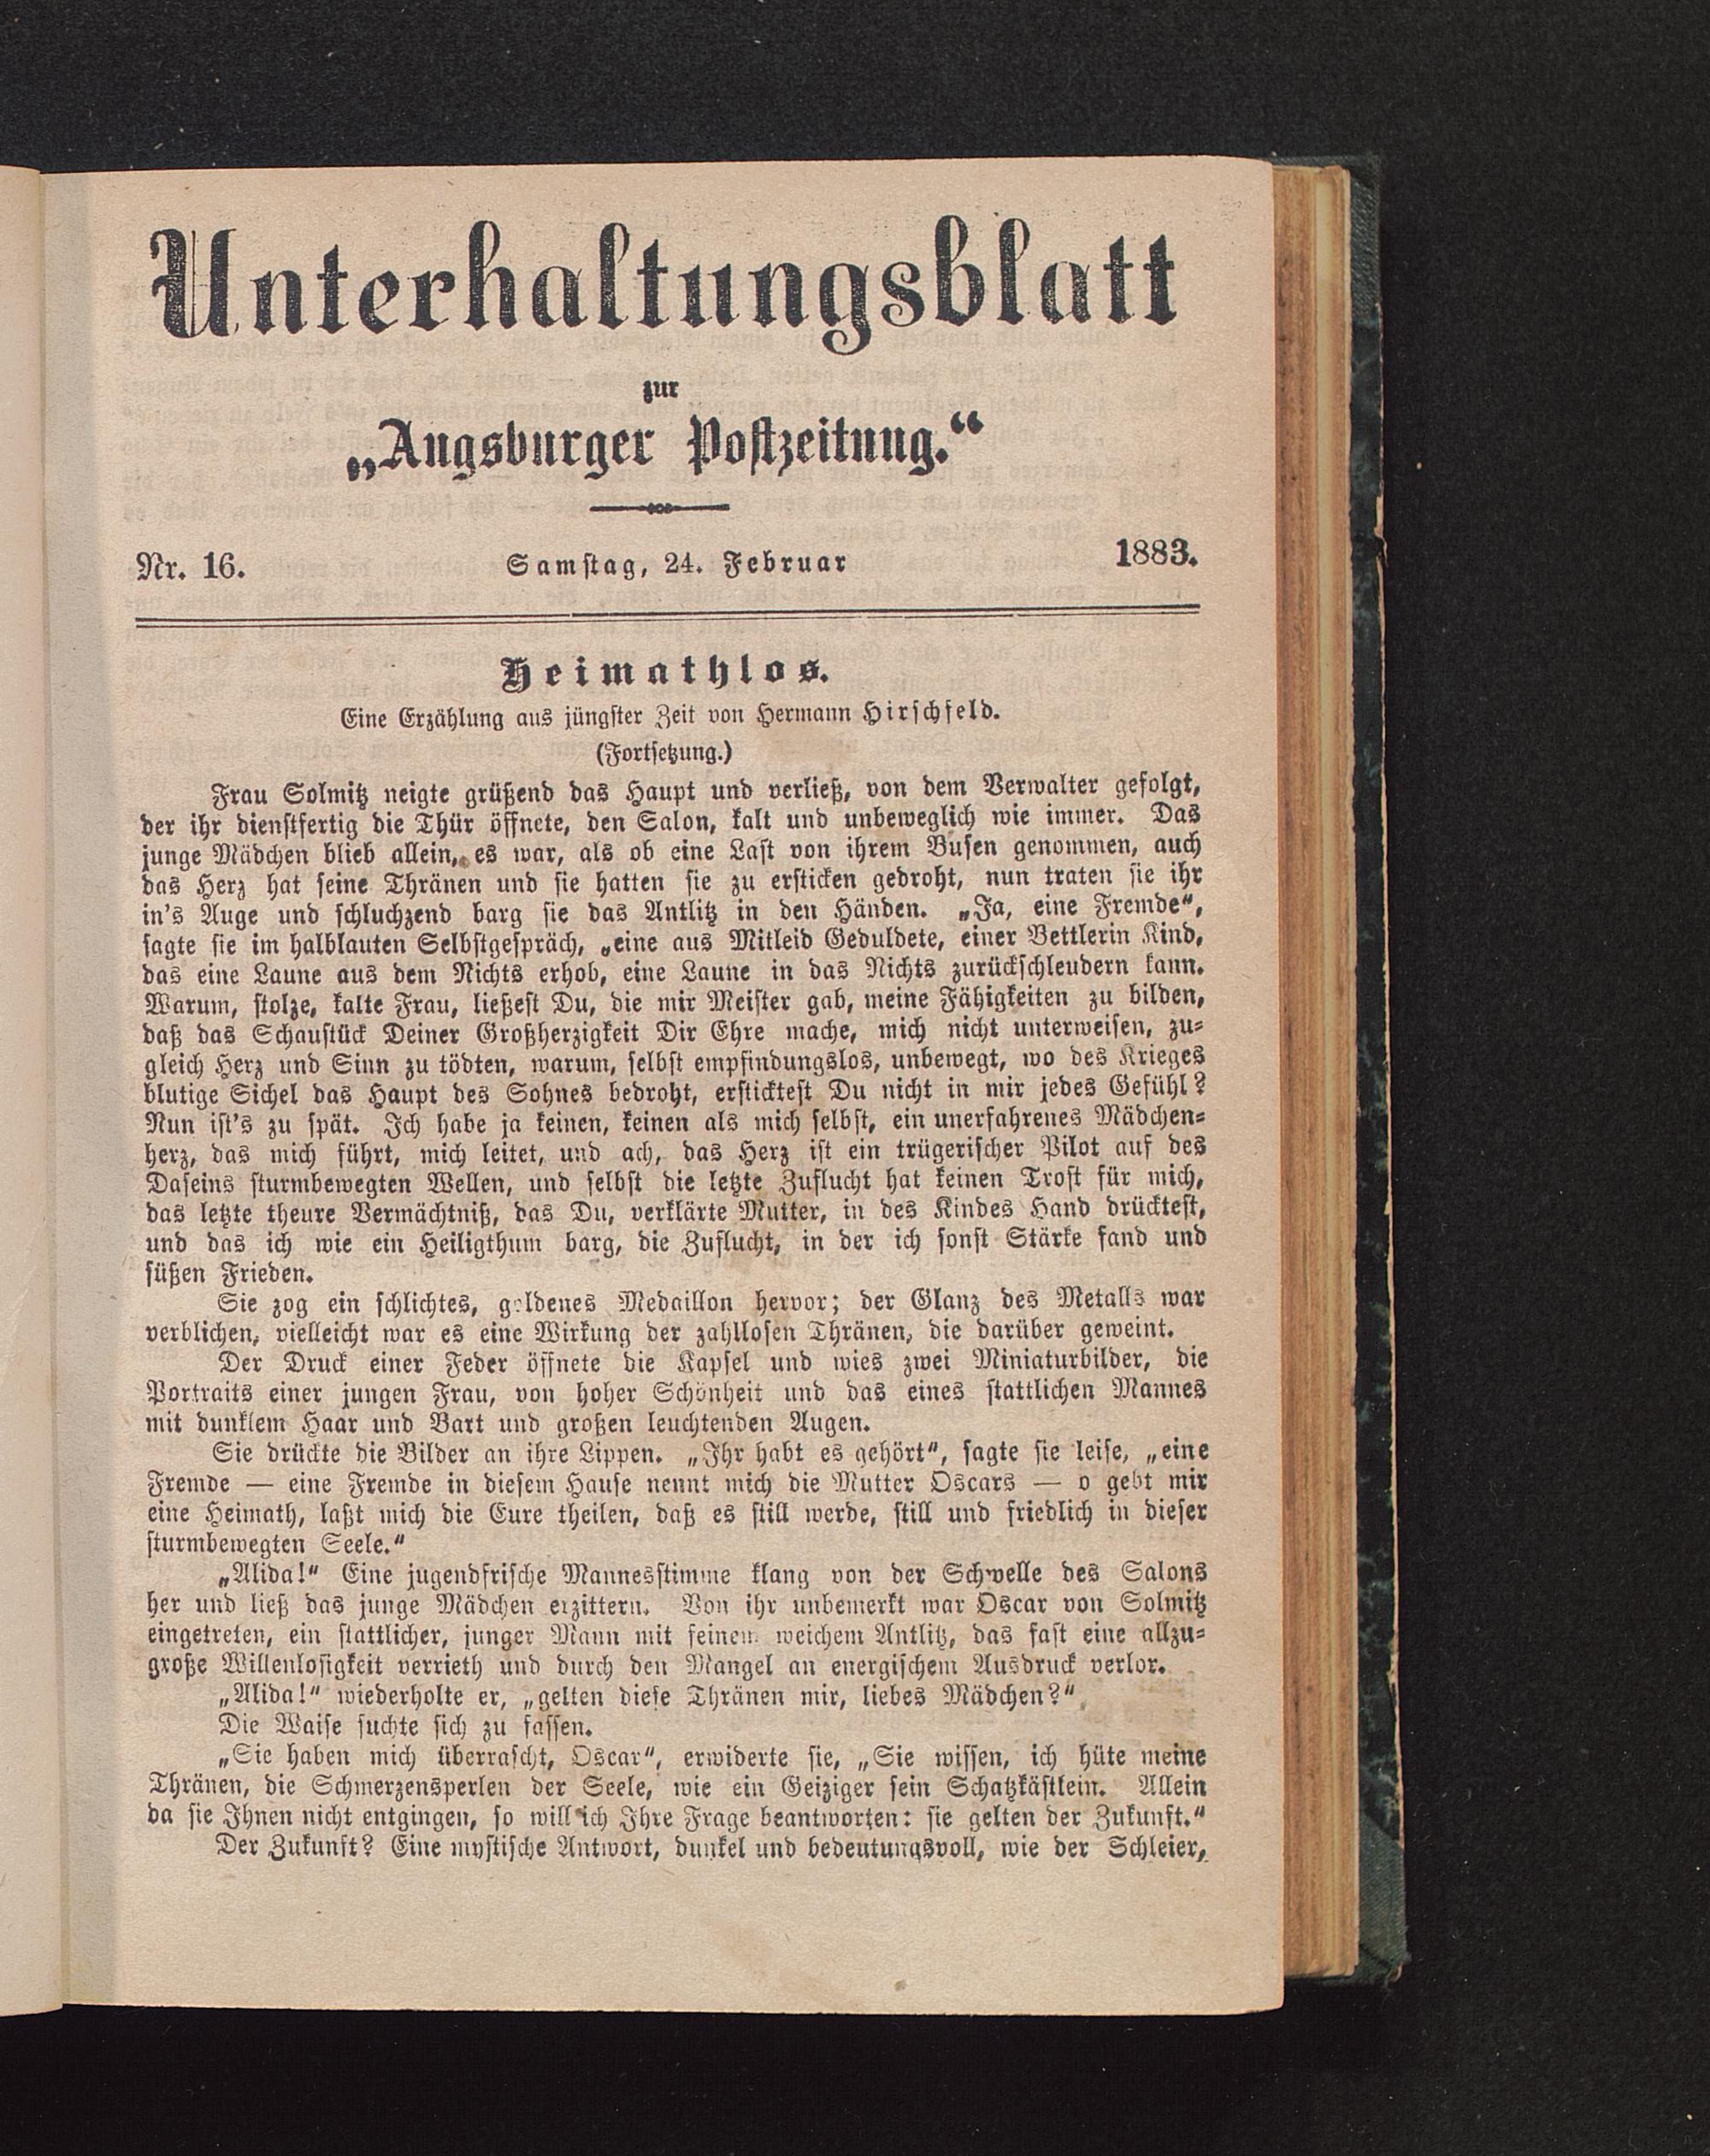 Unterhaltungsblatt
zur
„Augsburger Postzeitung.“
Nr. 16. Samstag, 24. Februar 1883.
Heimathlos.
Eine Erzählung aus jüngster Zeit von Hermann Hirschfeld.
(Fortsetzung.)
Frau Solmitz neigte grüßend das Haupt und verließ, von dem Verwalter gefolgt,
der ihr dienstfertig die Thür öffnete, den Salon, kalt und unbeweglich wie immer. Das
junge Mädchen blieb allein, es war, als ob eine Last von ihrem Busen genommen, auch
das Herz hat seine Thränen und sie hatten sie zu ersticken gedroht, nun traten sie ihr
in's Auge und schluchzend barg sie das Antlitz in den Händen. „Ja, eine Fremde“,
sagte sie im halblauten Selbstgespräch, „eine aus Mitleid Geduldete, einer Bettlerin Kind,
das eine Laune aus dem Nichts erhob, eine Laune in das Nichts zurückschleudern kann.
Warum, stolze, kalte Frau, ließest Du, die mir Meister gab, meine Fähigkeiten zu bilden,
daß das Schaustück Deiner Großherzigkeit Dir Ehre mache, mich nicht unterweisen, zu-
gleich Herz und Sinn zu tödten, warum, selbst empfindungslos, unbewegt, wo des Krieges
blutige Sichel das Haupt des Sohnes bedroht, ersticktest Du nicht in mir jedes Gefühl?
Nun ist's zu spät. Ich habe ja keinen, keinen als mich selbst, ein unerfahrenes Mädchen-
herz, das mich führt, mich leitet, und ach, das Herz ist ein trügerischer Pilot auf des
Daseins sturmbewegten Wellen, und selbst die letzte Zuflucht hat keinen Trost für mich,
das letzte theure Vermächtniß, das Du, verklärte Mutter, in des Kindes Hand drücktest,
und das ich wie ein Heiligthum barg, die Zuflucht, in der ich sonst Stärke fand und
süßen Frieden.
Sie zog ein schlichtes, goldenes Medaillon hervor; der Glanz des Metalls war
verblichen, vielleicht war es eine Wirkung der zahllosen Thränen, die darüber geweint.
Der Druck einer Feder öffnete die Kapsel und wies zwei Miniaturbilder, die
Portraits einer jungen Frau, von hoher Schönheit und das eines stattlichen Mannes
mit dunklem Haar und Bart und großen leuchtenden Augen.
Sie drückte die Bilder an ihre Lippen. „Ihr habt es gehört“, sagte sie leise, „eine
Fremde — eine Fremde in diesem Hause nennt mich die Mutter Oscars — o gebt mir
eine Heimath, laßt mich die Eure theilen, daß es still werde, still und friedlich in dieser
sturmbewegten Seele.“
„Alida!“ Eine jugendfrische Mannesstimme klang von der Schwelle des Salons
her und ließ das junge Mädchen erzittern. Von ihr unbemerkt war Oscar von Solmitz
eingetreten, ein stattlicher, junger Mann mit feinem weichem Antlitz, das fast eine allzu-
große Willenlosigkeit verrieth und durch den Mangel an energischem Ausdruck verlor.
„Alida!“ wiederholte er, „gelten diese Thränen mir, liebes Mädchen?“
Die Waise suchte sich zu fassen.
„Sie haben mich überrascht, Oscar“, erwiderte sie, „Sie wissen, ich hüte meine
Thränen, die Schmerzensperlen der Seele, wie ein Geiziger sein Schatzkästlein. Allein
da sie Ihnen nicht entgingen, so will ich Ihre Frage beantworten: sie gelten der Zukunft.“
Der Zukunft? Eine mystische Antwort, dunkel und bedeutungsvoll, wie der Schleier,